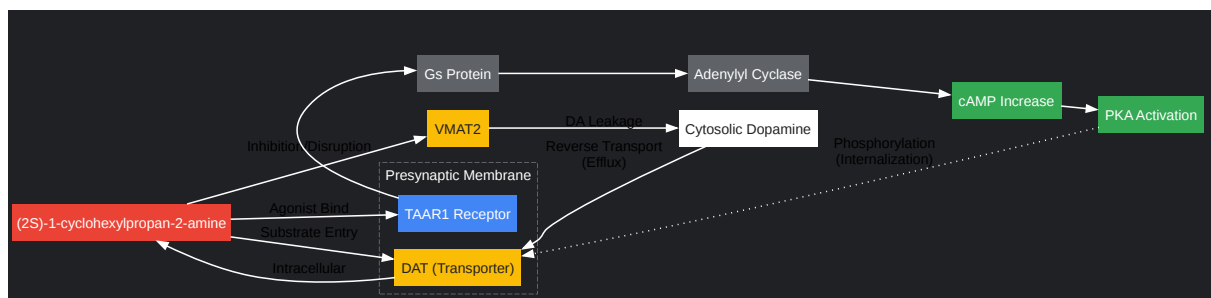 Gs Protein
Adenylyl Cyclase
cAMP Increase
PKA Activation
VMAT2
DA Leakage
Cytosolic Dopamine
Inhibition/Disruption
Reverse Transport
(Efflux)
Phosphorylation
(Internalization)
Presynaptic Membrane
(2S)-1-cyclohexylpropan-2-amine
Agonist Bind
TAAR1 Receptor
Substrate Entry
DAT (Transporter)
Intracellular